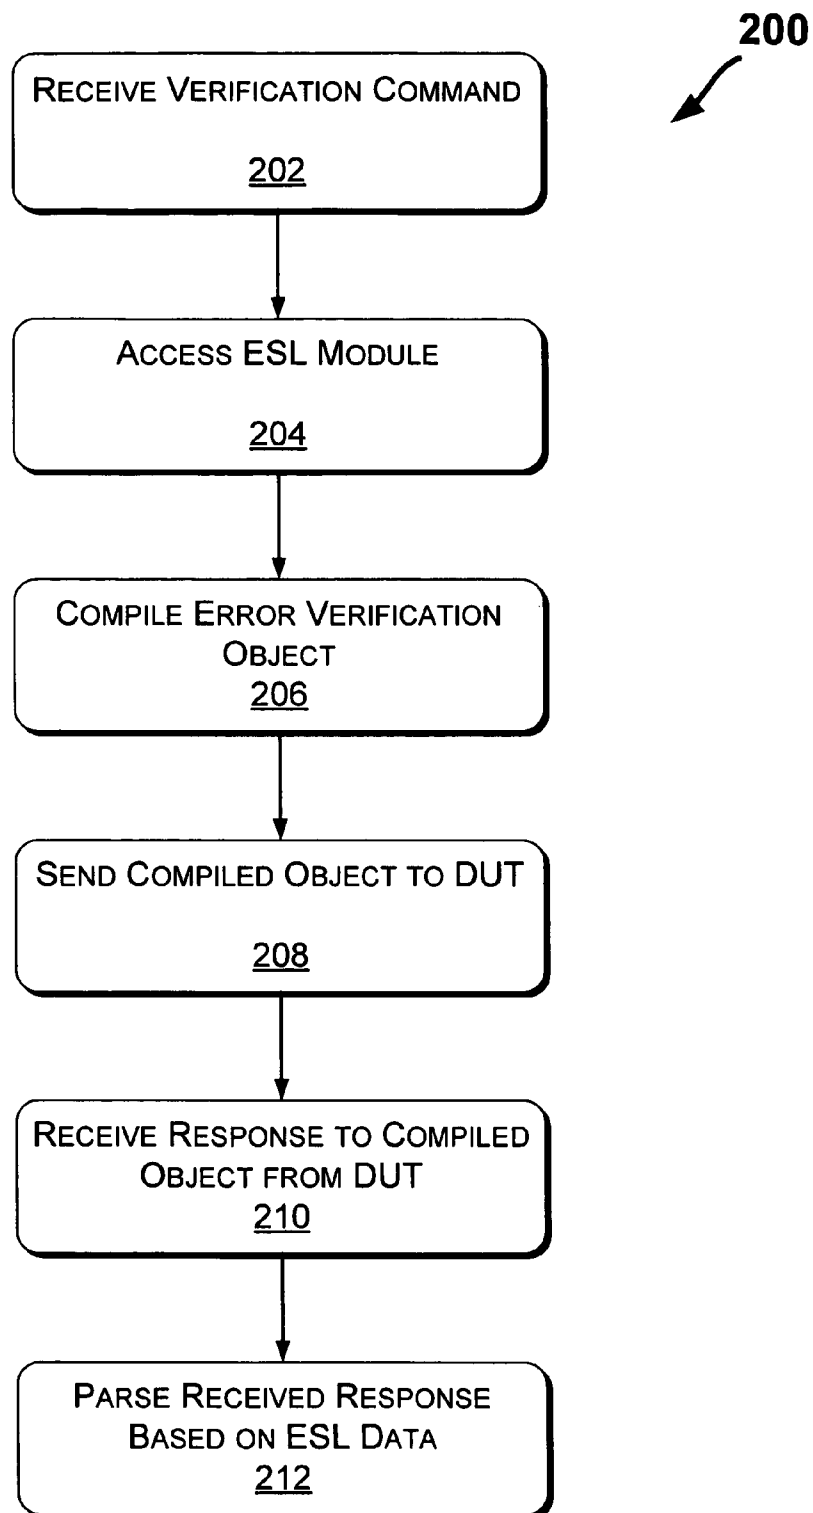 200
RECEIVE VERIFICATION COMMAND
202
ACCESS ESL MODULE
204
COMPILE ERROR VERIFICATION
OBJECT
206
SEND COMPILED OBJECT TO DUT
208
RECEIVE RESPONSE TO COMPILED
OBJECT FROM DUT
210
PARSE RECEIVED RESPONSE
BASED ON ESL DATA
212